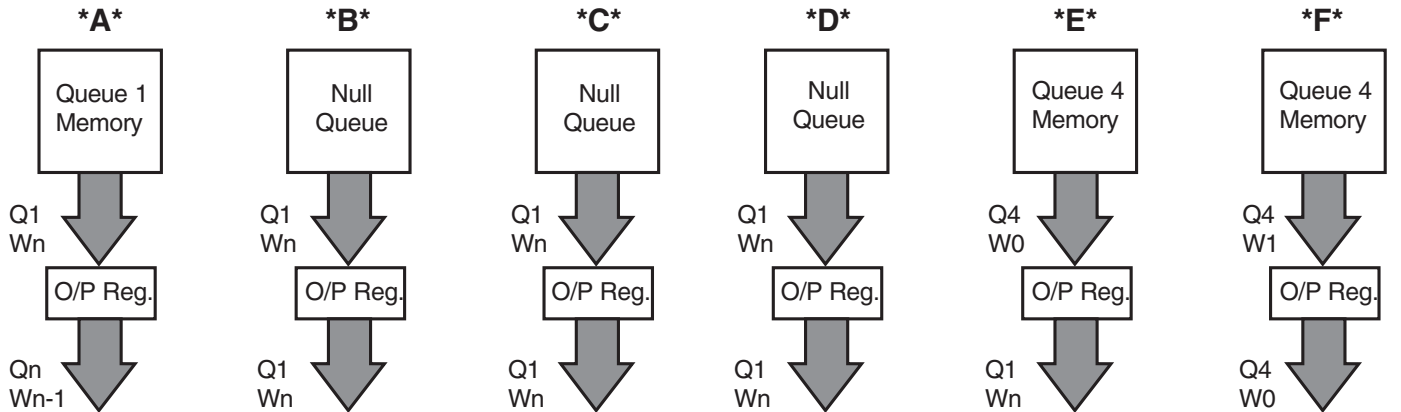 *A*
*B*
*C*
*D*
*E*
*F*
Queue 1
Memory
Null
Queue
Null
Queue
Null
Queue
Queue 4
Memory
Queue 4
Memory
Q1
Wn
Q1
Wn
Q1
Wn
Q1
Wn
Q4
W0
Q4
W1
O/P Reg.
O/P Reg.
O/P Reg.
O/P Reg.
O/P Reg.
O/P Reg.
Qn
Wn-1
Q1
Wn
Q1
Wn
Q1
Wn
Q1
Wn
Q4
W0